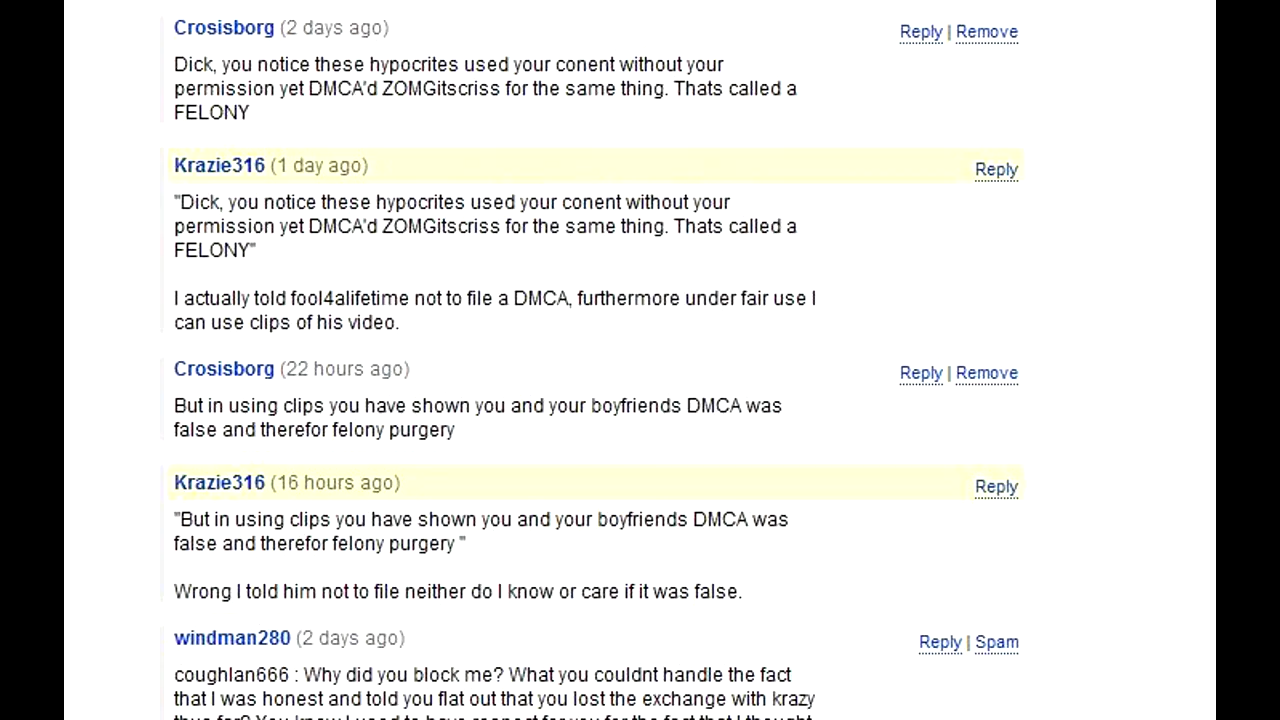 Crosisborg (2 days ago)
Reply | Remove
Dick, you notice these hypocrites used your conent without your
permission yet DMCA'd ZOMGitscriss for the same thing. Thats called a
FELONY
Krazie316 (1 day ago)
Reply
"Dick, you notice these hypocrites used your conent without your
permission yet DMCA'd ZOMGitscriss for the same thing. Thats called a
FELONY"
I actually told fool4alifetime not to file a DMCA, furthermore under fair use I
can use clips of his video.
Crosisborg (22 hours ago)
Reply | Remove
But in using clips you have shown you and your boyfriends DMCA was
false and therefor felony purgery
Krazie316 (16 hours ago)
Reply
"But in using clips you have shown you and your boyfriends DMCA was
false and therefor felony purgery "
Wrong I told him not to file neither do I know or care if it was false.
windman280 (2 days ago)
Reply | Spam
coughlan666 : Why did you block me? What you couldnt handle the fact
that I was honest and told you flat out that you lost the exchange with krazy